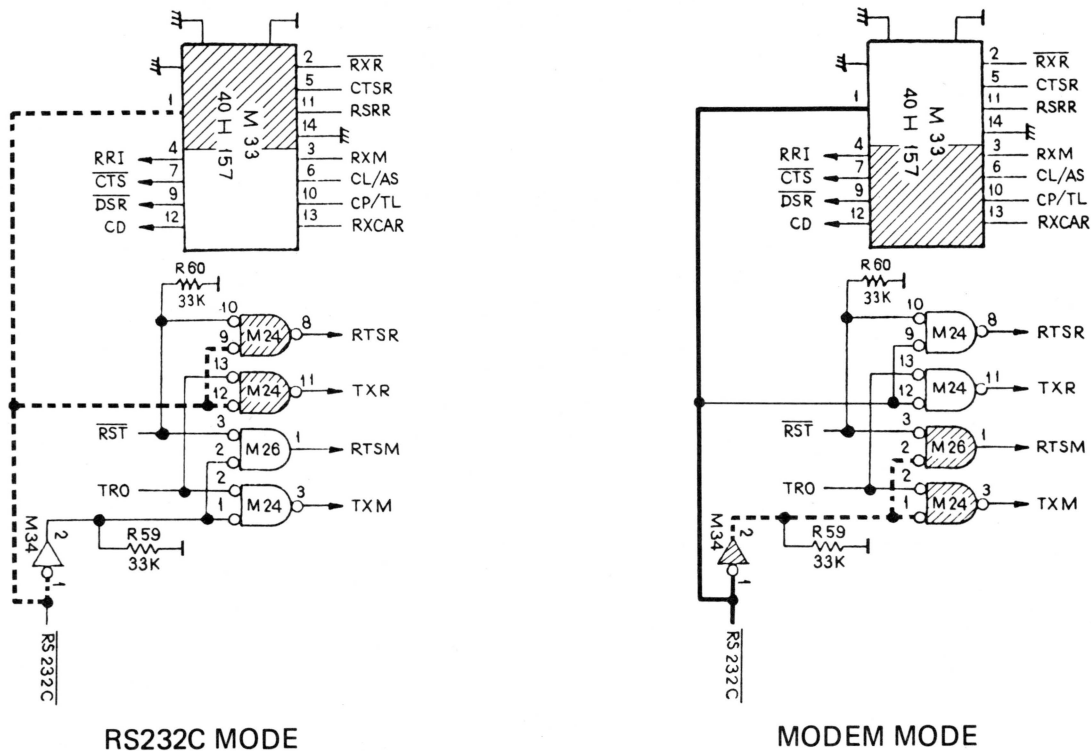 2 RXR
5 CTSR
1 11 RSRR
14
M 33
40 H 157
RRI 4 3 RXM
CTS 7 6 CL/AS
DSR 9 10 CP/TL
CD 12 13 RXCAR
R60
33K
10
9 M24 8 RTSR
13
12 M24 11 TXR
RST 3
2 M26 1 RTSM
TRO 2
1 M24 3 TXM
M34 2
1
R59
33K
RS232C
RS232C MODE
2 RXR
5 CTSR
1 11 RSRR
14
M 33
40 H 157
RRI 4 3 RXM
CTS 7 6 CL/AS
DSR 9 10 CP/TL
CD 12 13 RXCAR
R60
33K
10
9 M24 8 RTSR
13
12 M24 11 TXR
RST 3
2 M26 1 RTSM
TRO 2
1 M24 3 TXM
M34 2
1
R59
33K
RS232C
MODEM MODE